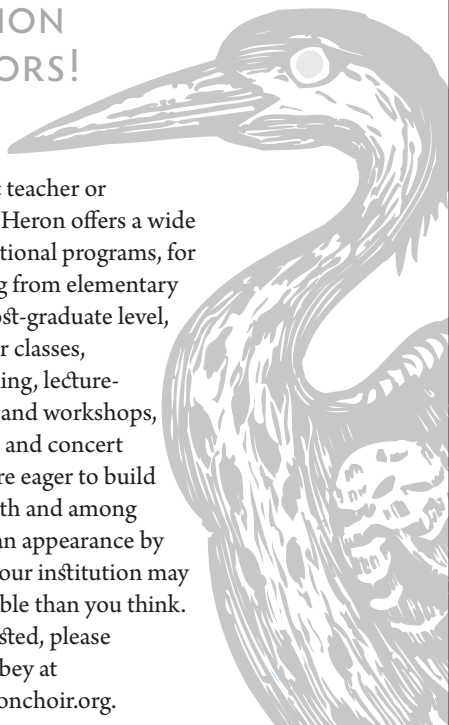 ION
ORS!
teacher or
Heron offers a wide
tional programs, for
g from elementary
ost-graduate level,
r classes,
ing, lecture-
and workshops,
and concert
re eager to build
th and among
an appearance by
our institution may
ble than you think.
sted, please
bey at
onchoir.org.